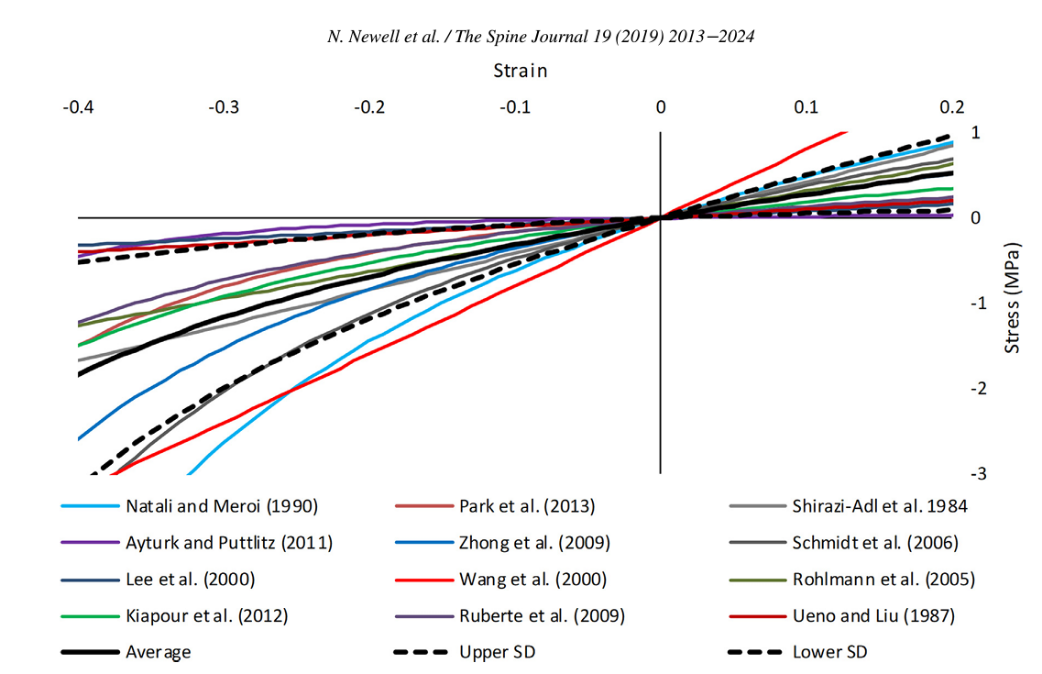 N. Newell et al. / The Spine Journal 19 (2019) 2013−2024
Strain
-0.4 -0.3 -0.2 -0.1 0 0.1 0.2
1
0
-1
-2
-3
Stress (MPa)
Natali and Meroi (1990) Park et al. (2013) Shirazi-Adl et al. 1984
Ayturk and Puttlitz (2011) Zhong et al. (2009) Schmidt et al. (2006)
Lee et al. (2000) Wang et al. (2000) Rohlmann et al. (2005)
Kiapour et al. (2012) Ruberte et al. (2009) Ueno and Liu (1987)
Average Upper SD Lower SD